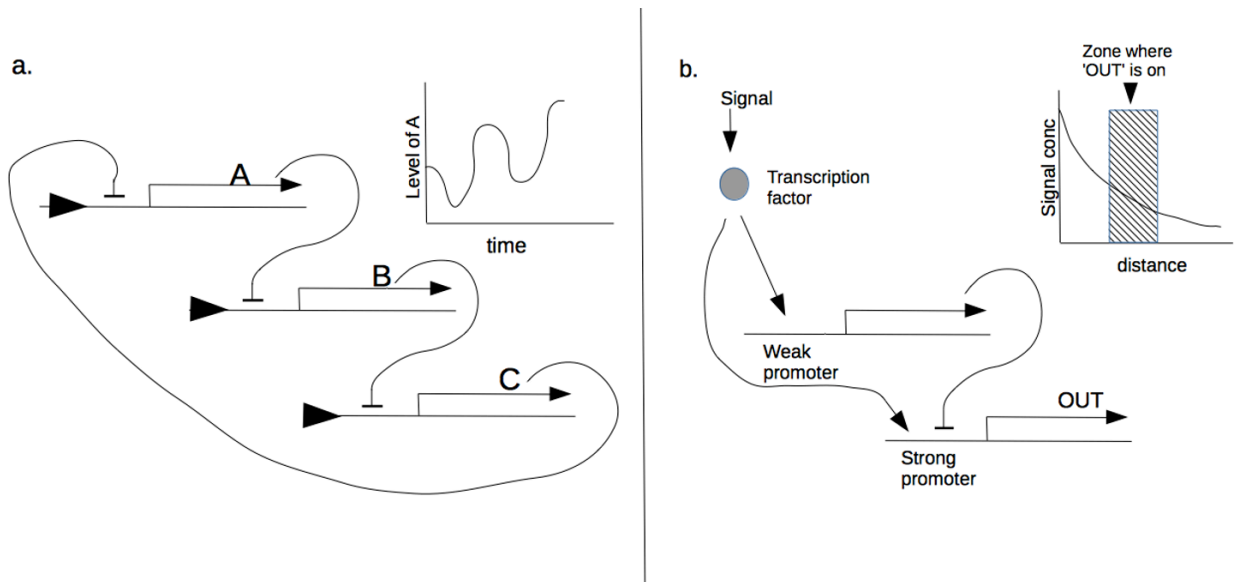 a.
A
Level of A
time
B
C
b.
Signal
Transcription
factor
Zone where
'OUT' is on
Signal conc
distance
Weak
promoter
OUT
Strong
promoter